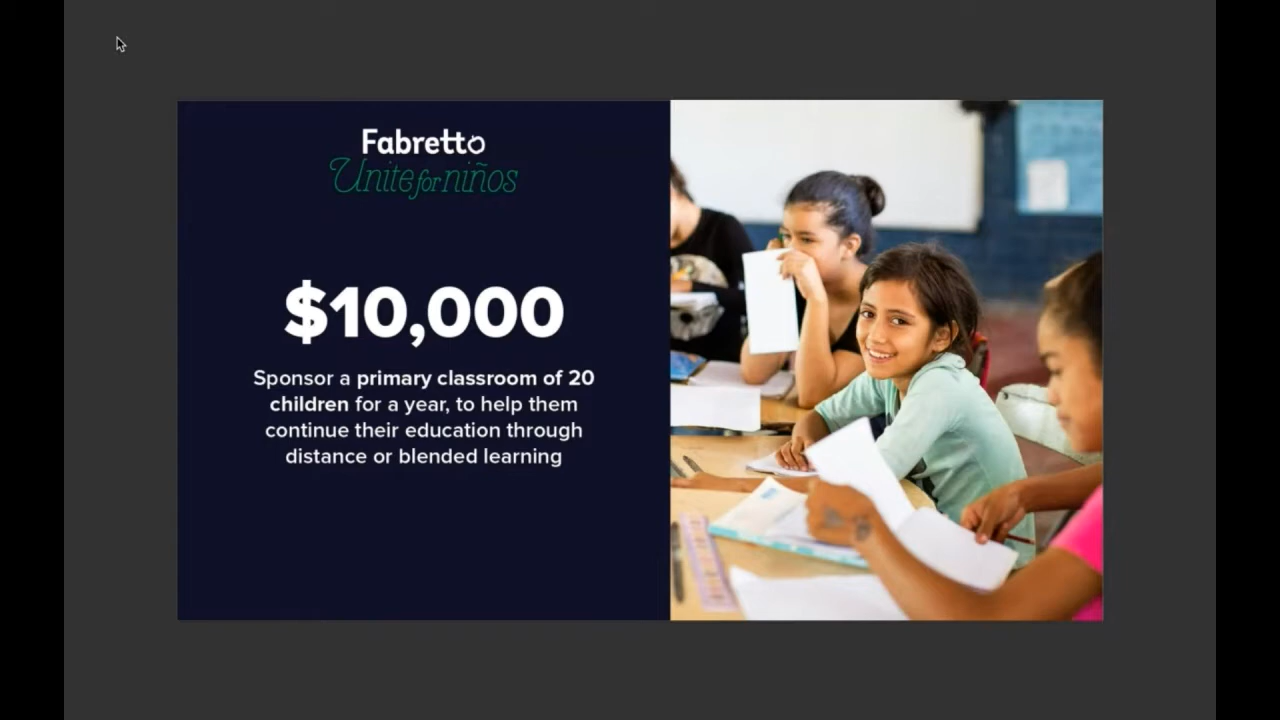 Fabretto
Unite for niños
$10,000
Sponsor a primary classroom of 20
children for a year, to help them
continue their education through
distance or blended learning